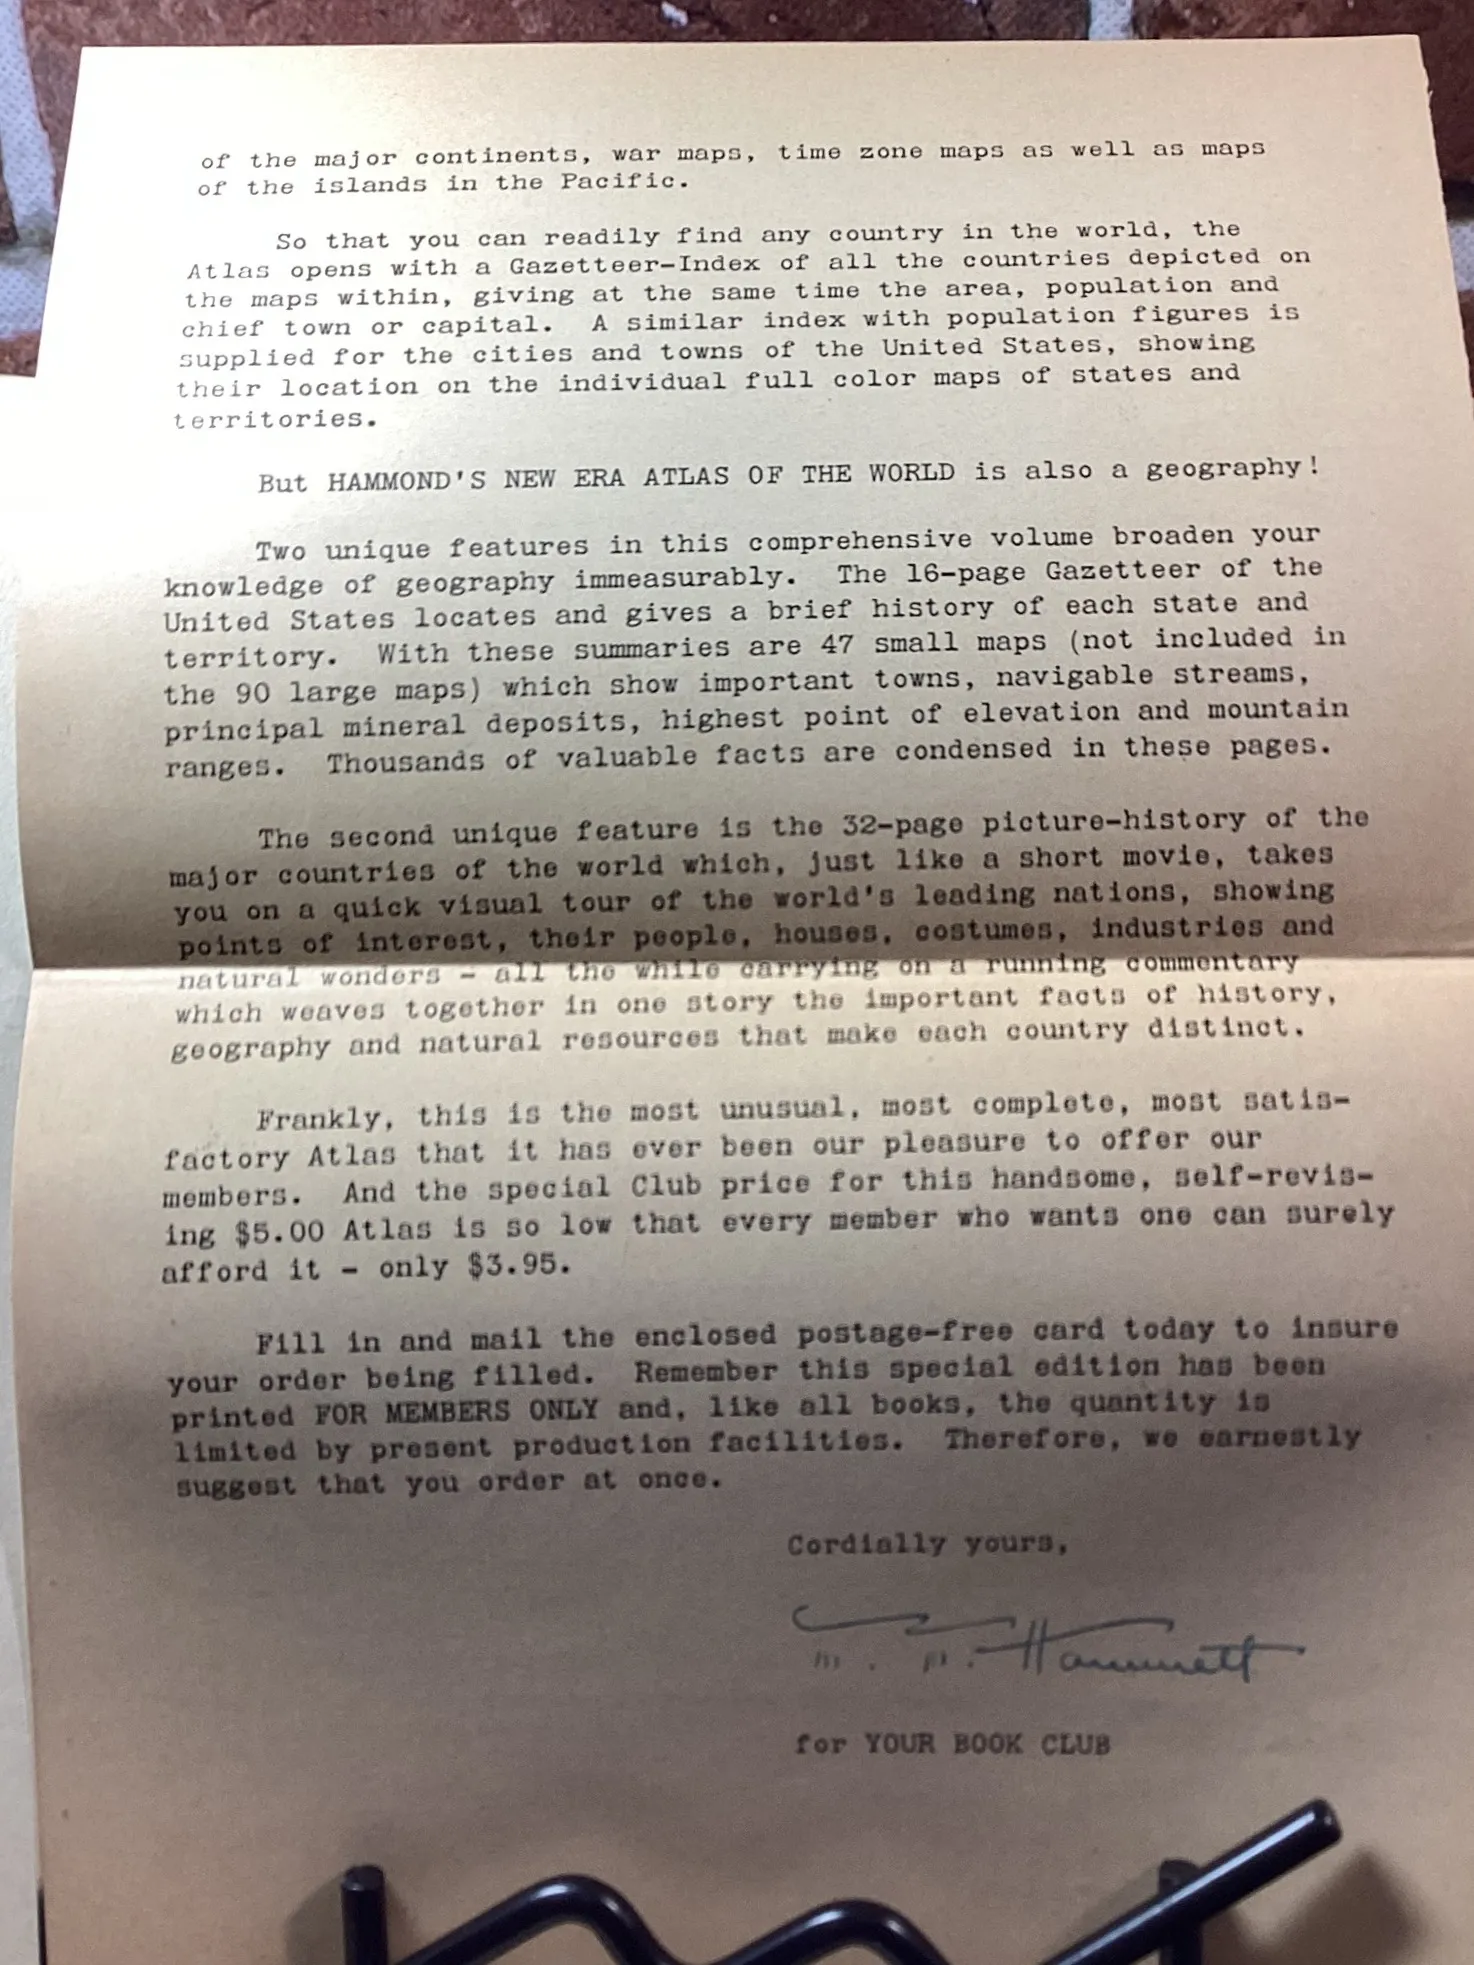 of the major continents, war maps, time zone maps as well as maps
of the islands in the Pacific.
So that you can readily find any country in the world, the
Atlas opens with a Gazetteer-Index of all the countries depicted on
the maps within, giving at the same time the area, population and
chief town or capital. A similar index with population figures is
supplied for the cities and towns of the United States, showing
their location on the individual full color maps of states and
territories.
But HAMMOND'S NEW ERA ATLAS OF THE WORLD is also a geography!
Two unique features in this comprehensive volume broaden your
knowledge of geography immeasurably. The 16-page Gazetteer of the
United States locates and gives a brief history of each state and
territory. With these summaries are 47 small maps (not included in
the 90 large maps) which show important towns, navigable streams,
principal mineral deposits, highest point of elevation and mountain
ranges. Thousands of valuable facts are condensed in these pages.
The second unique feature is the 32-page picture-history of the
major countries of the world which, just like a short movie, takes
you on a quick visual tour of the world's leading nations, showing
points of interest, their people, houses, costumes, industries and
natural wonders - all the while carrying on a running commentary
which weaves together in one story the important facts of history,
geography and natural resources that make each country distinct.
Frankly, this is the most unusual, most complete, most satis-
factory Atlas that it has ever been our pleasure to offer our
members. And the special Club price for this handsome, self-revis-
ing $5.00 Atlas is so low that every member who wants one can surely
afford it - only $3.95.
Fill in and mail the enclosed postage-free card today to insure
your order being filled. Remember this special edition has been
printed FOR MEMBERS ONLY and, like all books, the quantity is
limited by present production facilities. Therefore, we earnestly
suggest that you order at once.
Cordially yours,
Hammett
for YOUR BOOK CLUB